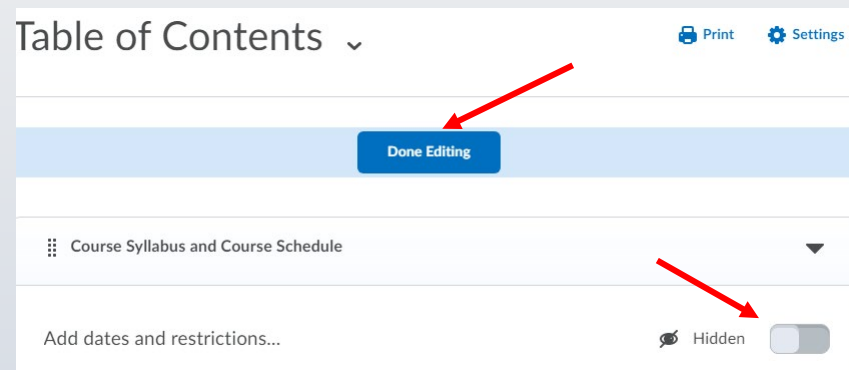 Table of Contents
Print
Settings
Done Editing
Course Syllabus and Course Schedule
Add dates and restrictions...
Hidden